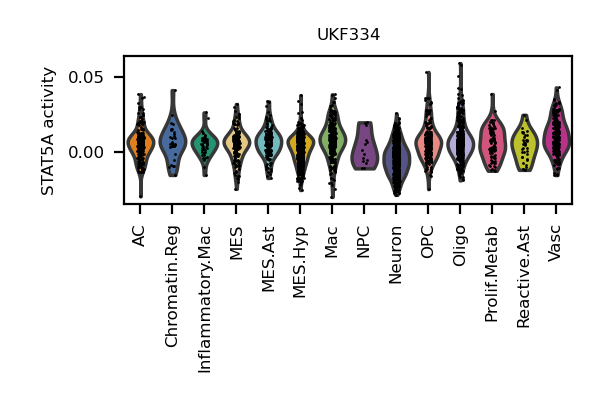 UKF334
STAT5A activity
0.05
0.00
AC
Chromatin.Reg
Inflammatory.Mac
MES
MES.Ast
MES.Hyp
Mac
NPC
Neuron
OPC
Oligo
Prolif.Metab
Reactive.Ast
Vasc